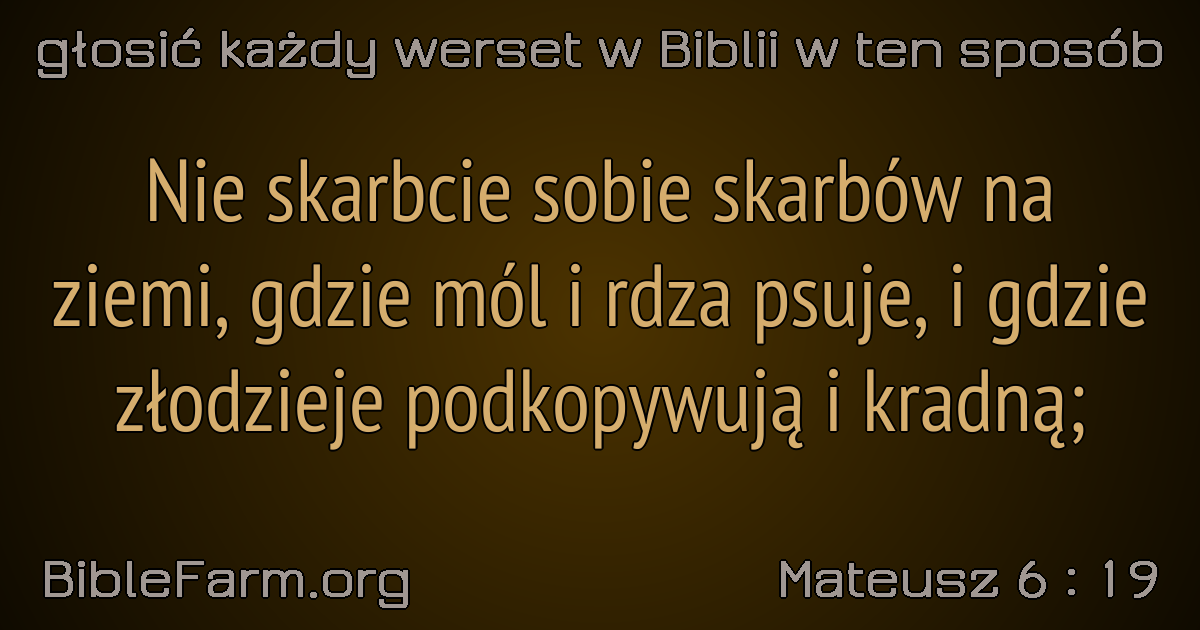 głosić każdy werset w Biblii w ten sposób
Nie skarbcie sobie skarbów na
ziemi, gdzie mól i rdza psuje, i gdzie
złodzieje podkopywują i kradną;
BibleFarm.org
Mateusz 6 : 19